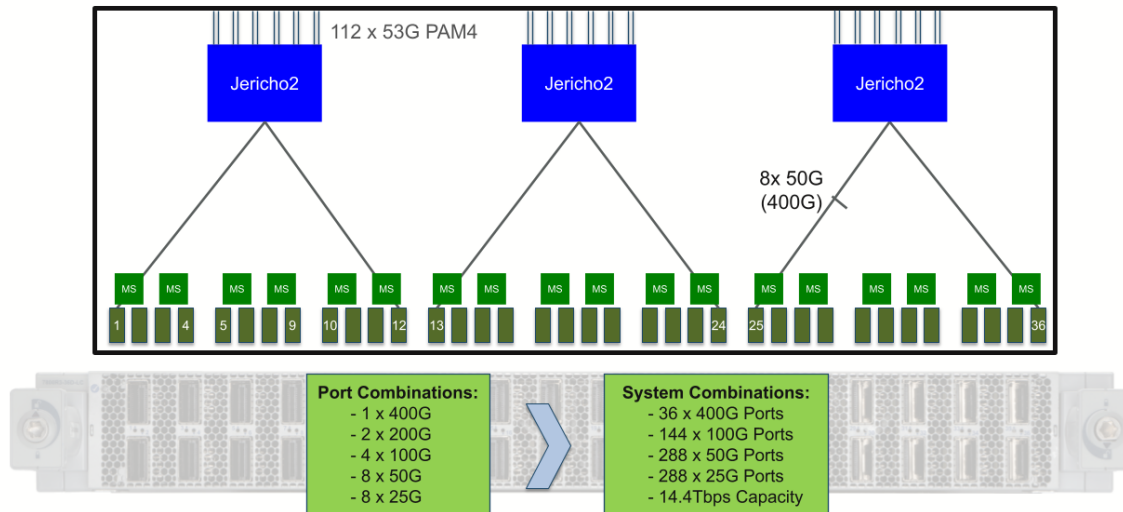 112 x 53G PAM4
Jericho2
Jericho2
Jericho2
8x 50G
(400G)
MS MS MS MS MS MS MS MS MS MS MS MS MS MS MS MS MS MS
1 4 5 9 10 12 13 24 25 36
Port Combinations:
- 1 x 400G
- 2 x 200G
- 4 x 100G
- 8 x 50G
- 8 x 25G
System Combinations:
- 36 x 400G Ports
- 144 x 100G Ports
- 288 x 50G Ports
- 288 x 25G Ports
- 14.4Tbps Capacity